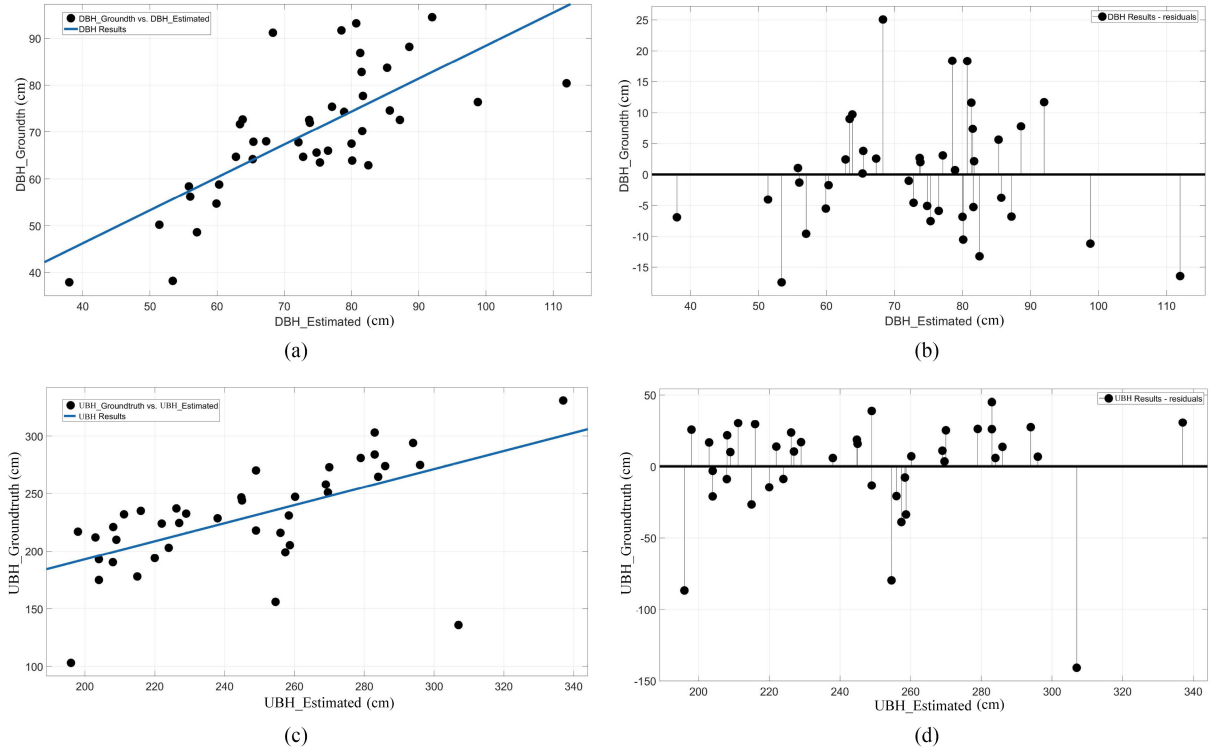 DBH_Groundth vs. DBH_Estimated
DBH Results
90
80
70
60
50
40
DBH_Groundth (cm)
40 50 60 70 80 90 100 110
DBH_Estimated (cm)
(a)
DBH Results - residuals
25
20
15
10
5
0
-5
-10
-15
DBH_Groundth (cm)
40 50 60 70 80 90 100 110
DBH_Estimated (cm)
(b)
UBH_Groundtruth vs. UBH_Estimated
UBH Results
300
250
200
150
100
UBH_Groundtruth (cm)
200 220 240 260 280 300 320 340
UBH_Estimated (cm)
(c)
UBH Results - residuals
50
0
-50
-100
-150
UBH_Groundtruth (cm)
200 220 240 260 280 300 320 340
UBH_Estimated (cm)
(d)